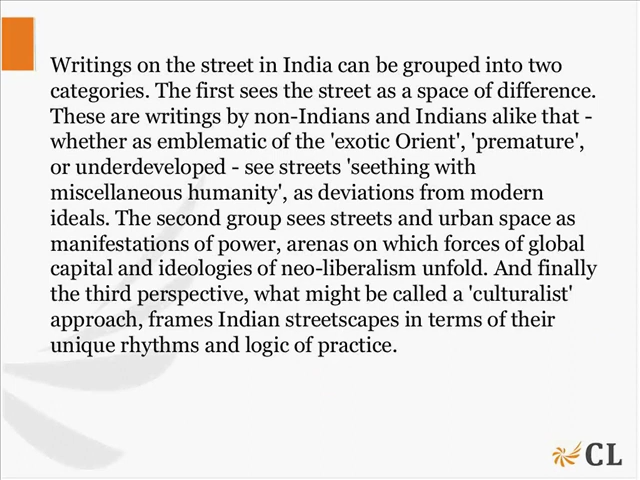 Writings on the street in India can be grouped into two
categories. The first sees the street as a space of difference.
These are writings by non-Indians and Indians alike that -
whether as emblematic of the 'exotic Orient', 'premature',
or underdeveloped - see streets 'seething with
miscellaneous humanity', as deviations from modern
ideals. The second group sees streets and urban space as
manifestations of power, arenas on which forces of global
capital and ideologies of neo-liberalism unfold. And finally
the third perspective, what might be called a 'culturalist'
approach, frames Indian streetscapes in terms of their
unique rhythms and logic of practice.
CL